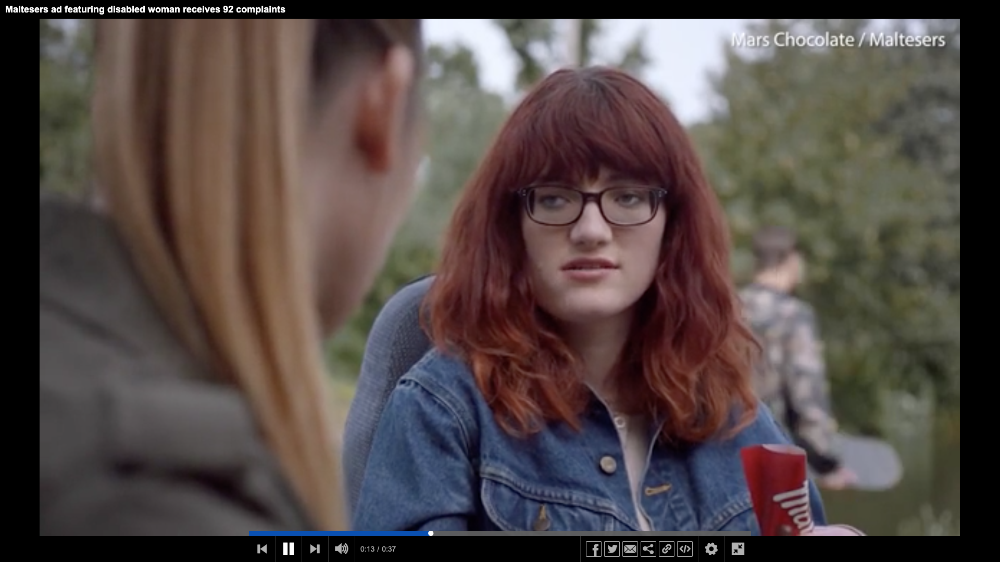 Maltesers ad featuring disabled woman receives 92 complaints
Mars Chocolate / Maltesers
0:13 / 0:37